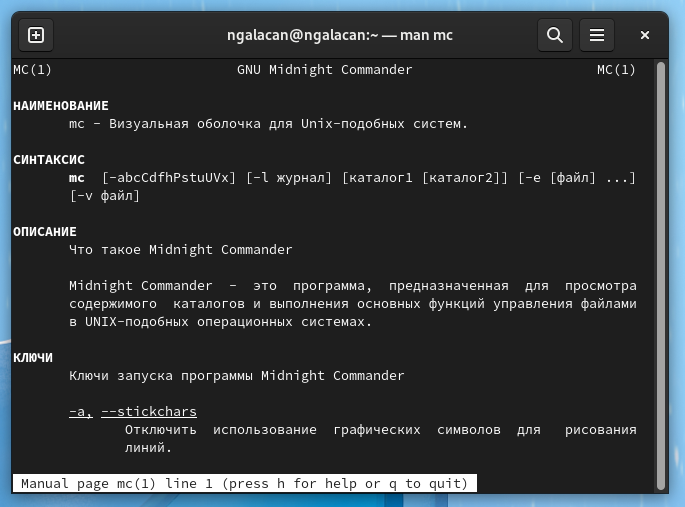 ngalacan@ngalacan:~ — man mc
MC(1) GNU Midnight Commander MC(1)
НАИМЕНОВАНИЕ
mc - Визуальная оболочка для Unix-подобных систем.
СИНТАКСИС
mc [-abcCdfhPstuUVx] [-l журнал] [каталог1 [каталог2]] [-e [файл] ...]
[-v файл]
ОПИСАНИЕ
Что такое Midnight Commander
Midnight Commander - это программа, предназначенная для просмотра
содержимого каталогов и выполнения основных функций управления файлами
в UNIX-подобных операционных системах.
КЛЮЧИ
Ключи запуска программы Midnight Commander
-a, --stickchars
Отключить использование графических символов для рисования
линий.
Manual page mc(1) line 1 (press h for help or q to quit)